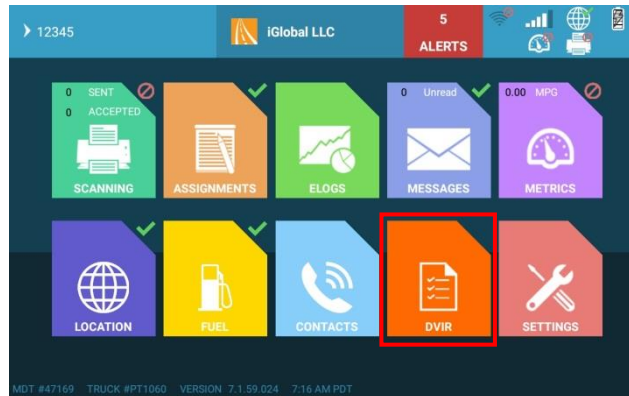 12345
iGlobal LLC
5
ALERTS
0 SENT
0 ACCEPTED
SCANNING
ASSIGNMENTS
ELOGS
0 Unread
MESSAGES
0.00 MPG
METRICS
LOCATION
FUEL
CONTACTS
DVIR
SETTINGS
MDT #47169 TRUCK #PT1060 VERSION 7.1.59.024 7:16 AM PDT